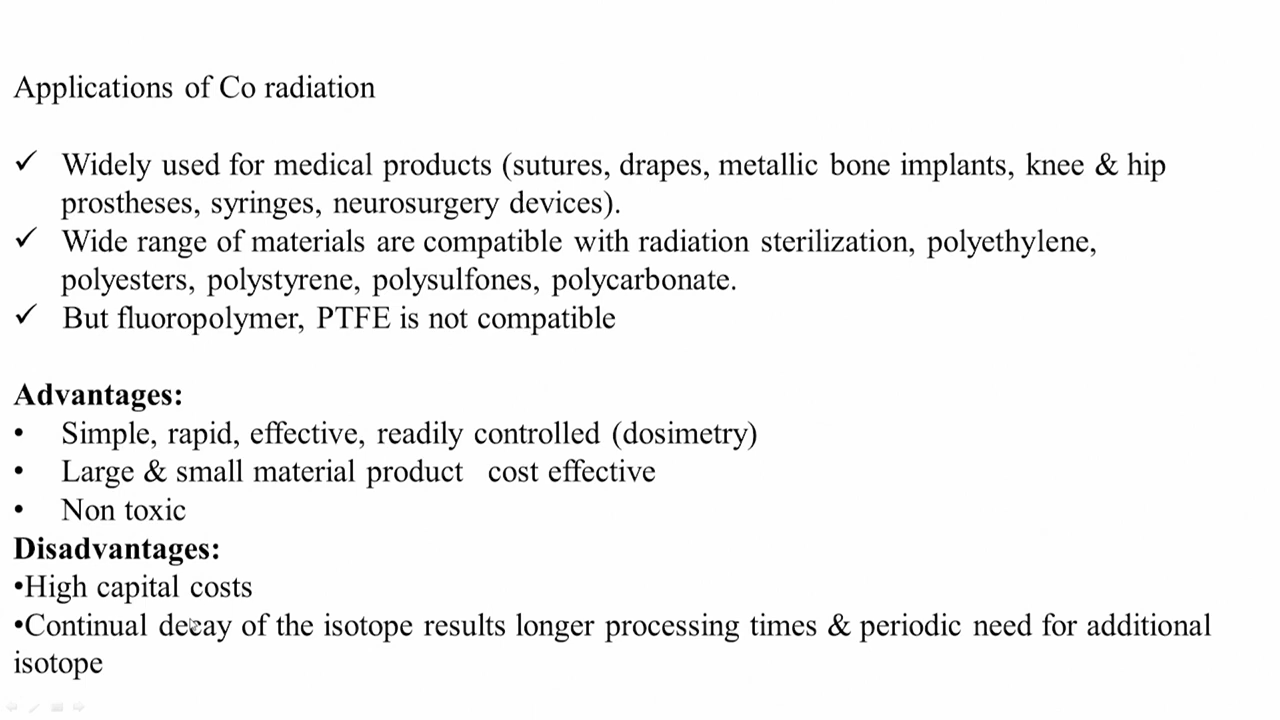 Applications of Co radiation
✓ Widely used for medical products (sutures, drapes, metallic bone implants, knee & hip
prostheses, syringes, neurosurgery devices).
✓ Wide range of materials are compatible with radiation sterilization, polyethylene,
polyesters, polystyrene, polysulfones, polycarbonate.
✓ But fluoropolymer, PTFE is not compatible
Advantages:
• Simple, rapid, effective, readily controlled (dosimetry)
• Large & small material product cost effective
• Non toxic
Disadvantages:
•High capital costs
•Continual decay of the isotope results longer processing times & periodic need for additional
isotope